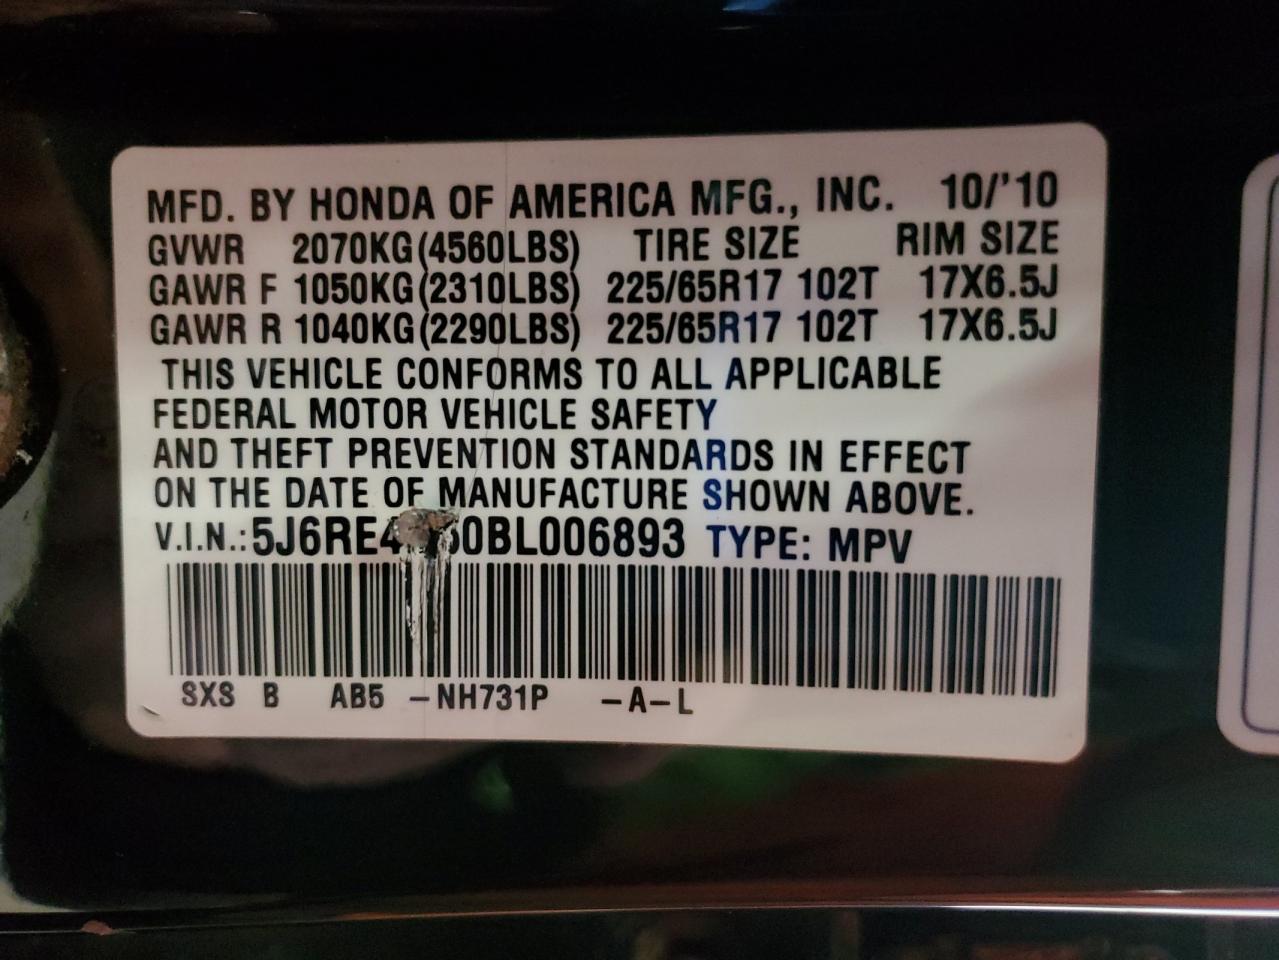 MFD. BY HONDA OF AMERICA MFG., INC. 10/'10
GVWR 2070KG(4560LBS) TIRE SIZE RIM SIZE
GAWR F 1050KG(2310LBS) 225/65R17 102T 17X6.5J
GAWR R 1040KG(2290LBS) 225/65R17 102T 17X6.5J
THIS VEHICLE CONFORMS TO ALL APPLICABLE
FEDERAL MOTOR VEHICLE SAFETY
AND THEFT PREVENTION STANDARDS IN EFFECT
ON THE DATE OF MANUFACTURE SHOWN ABOVE.
V.I.N.: TYPE: MPV
SXS B AB5 -NH731P -A-L